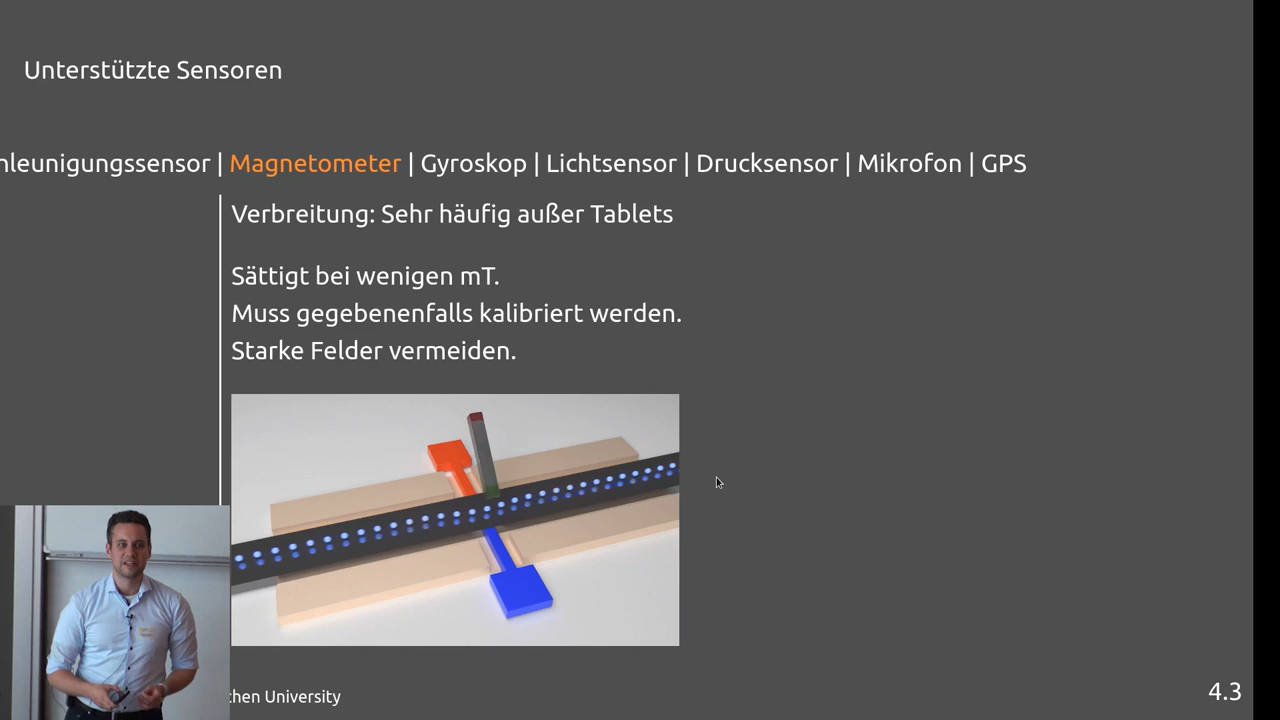 Unterstützte Sensoren
hleunigungssensor | Magnetometer | Gyroskop | Lichtsensor | Drucksensor | Mikrofon | GPS
Verbreitung: Sehr häufig außer Tablets
Sättigt bei wenigen mT.
Muss gegebenenfalls kalibriert werden.
Starke Felder vermeiden.
chen University
4.3